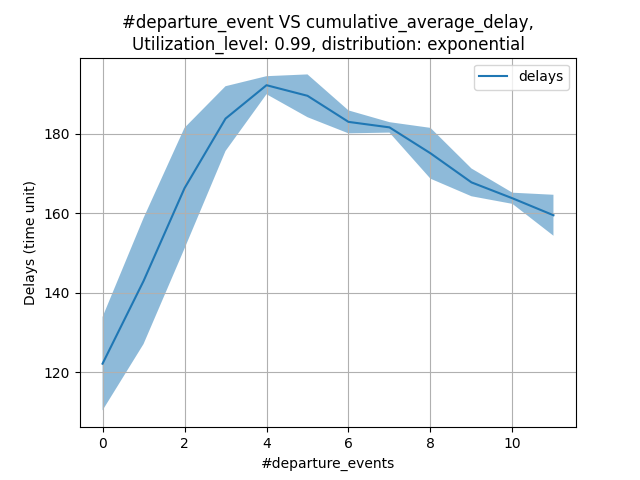 #departure_event VS cumulative_average_delay,
Utilization_level: 0.99, distribution: exponential
delays
Delays (time unit)
180
160
140
120
0 2 4 6 8 10
#departure_events